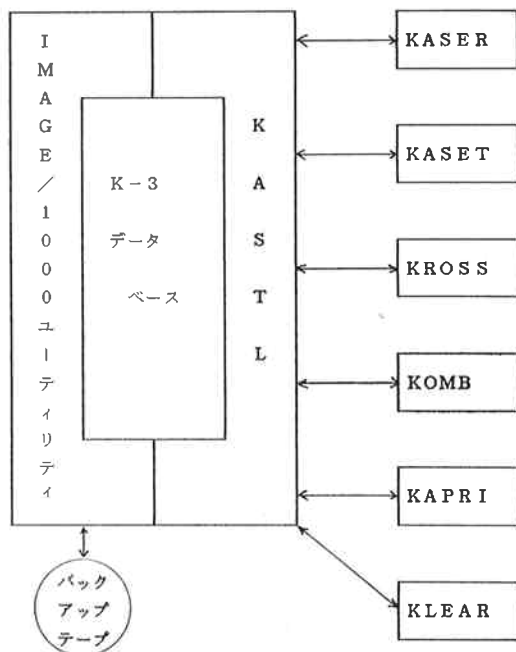 IMAGE/1000ユーティリティ
K-3
データ
ベース
KASTL
KASER
KASET
KROSS
KOMB
KAPRI
KLEAR
バック
アップ
テープ